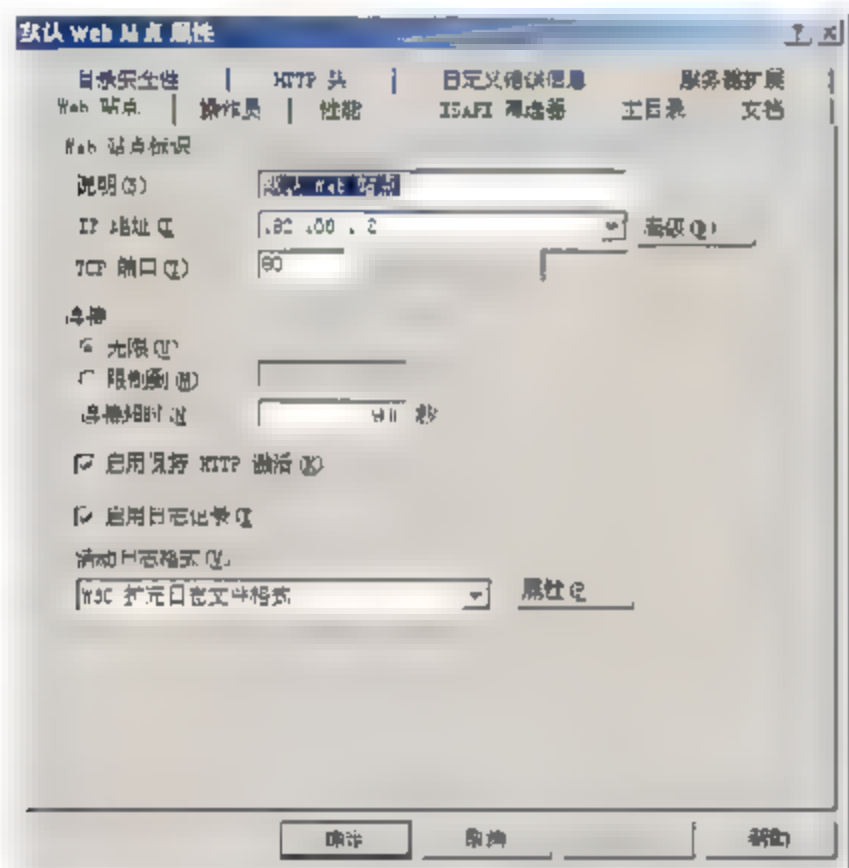 默认 Web 站点 属性
目录安全性 HTTP 头 自定义错误信息 服务器扩展
Web 站点 操作员 性能 ISAPI 筛选器 主目录 文档
Web 站点标识
说明(S) 默认 Web 站点
IP 地址(I
TCP 端口(T) 80
连接
无限(U)
限制到(M)
连接超时(N 秒
启用保持 HTTP 激活(K)
启用日志记录(E
活动日志格式(V)
W3C 扩充日志文件格式 属性(P
确定 取消 帮助